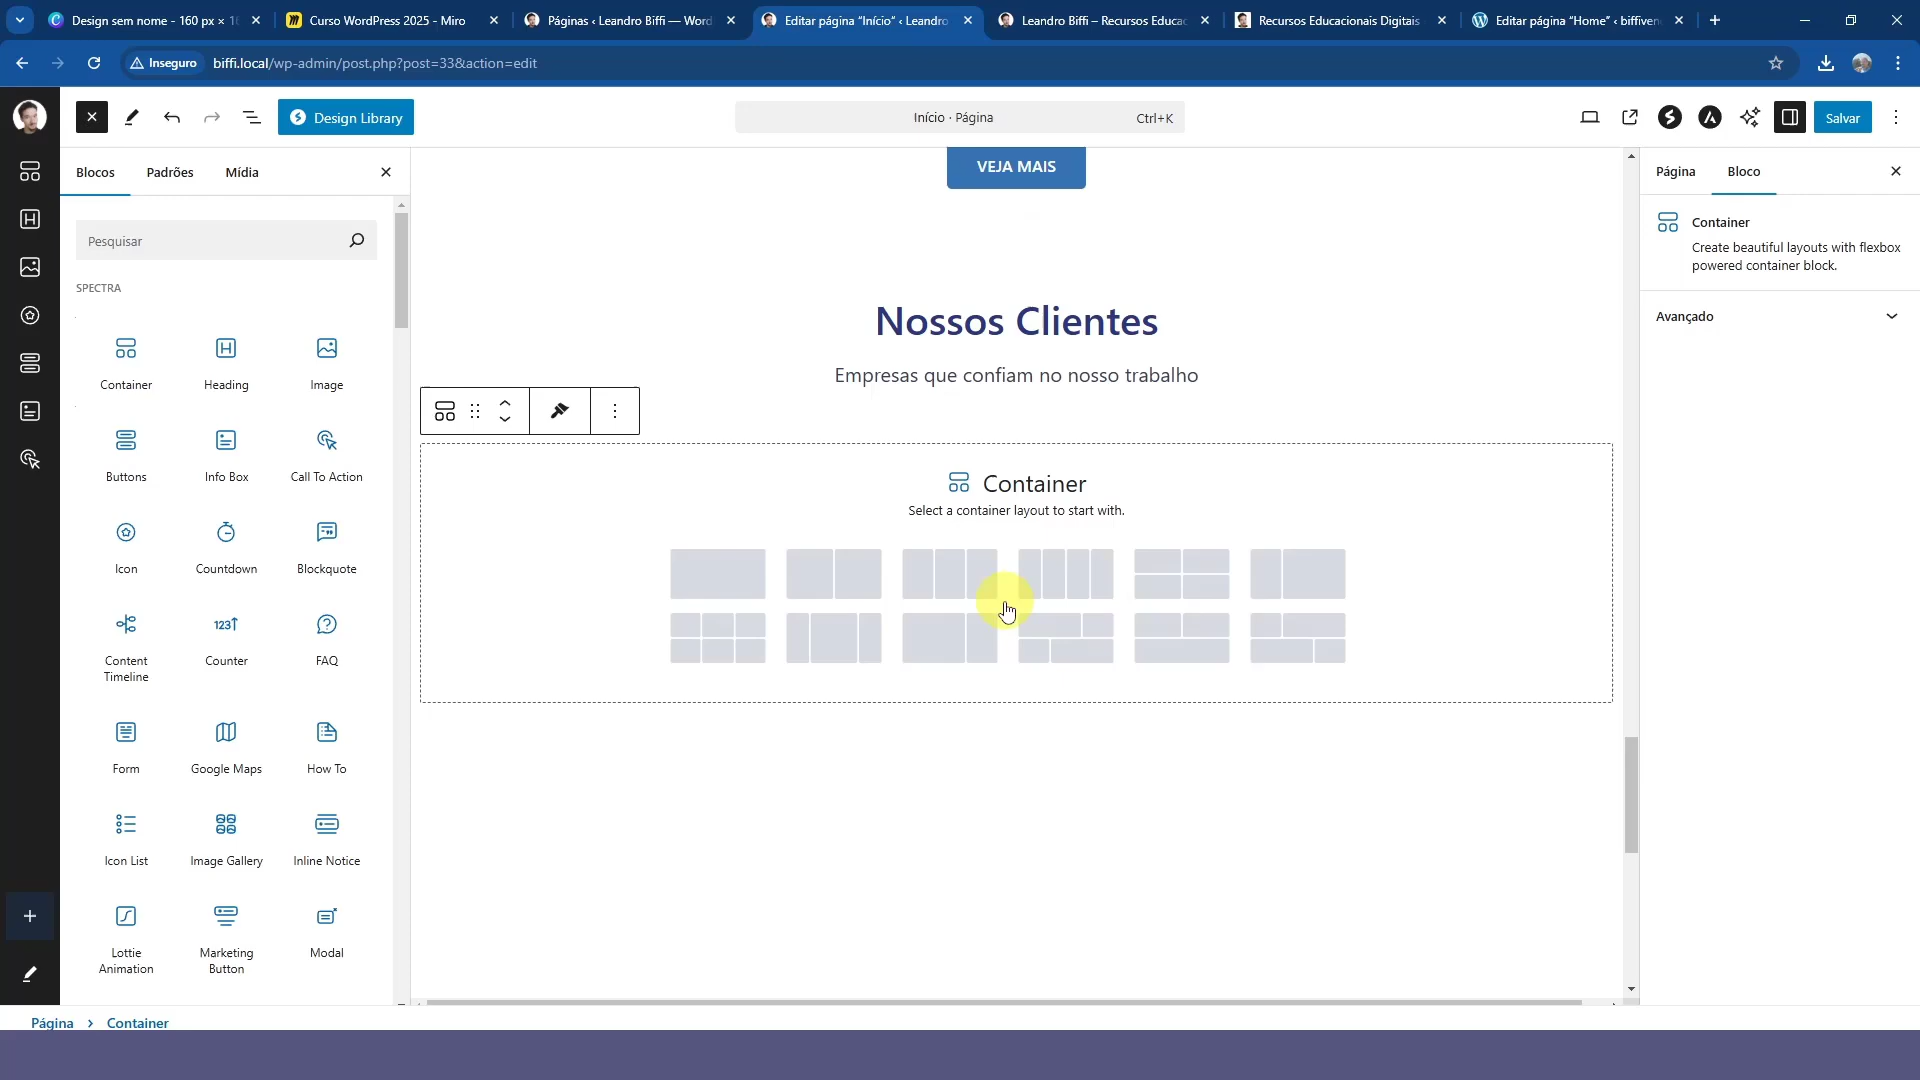 Design sem nome - 160 px × 1
Curso WordPress 2025 - Miro
Páginas ‹ Leandro Biffi — Word
Editar página “Início” ‹ Leandro
Leandro Biffi – Recursos Educac
Recursos Educacionais Digitais
Editar página “Home” ‹ biffiven
Inseguro
biffi.local/wp-admin/post.php?post=33&action=edit
Design Library
Início · Página
Ctrl+K
Salvar
Blocos
Padrões
Mídia
Pesquisar
SPECTRA
Container
Heading
Image
Buttons
Info Box
Call To Action
Icon
Countdown
Blockquote
Content Timeline
Counter
FAQ
Form
Google Maps
How To
Icon List
Image Gallery
Inline Notice
Lottie Animation
Marketing Button
Modal
VEJA MAIS
Nossos Clientes
Empresas que confiam no nosso trabalho
Container
Select a container layout to start with.
Página
Bloco
Container
Create beautiful layouts with flexbox
powered container block.
Avançado
Página › Container